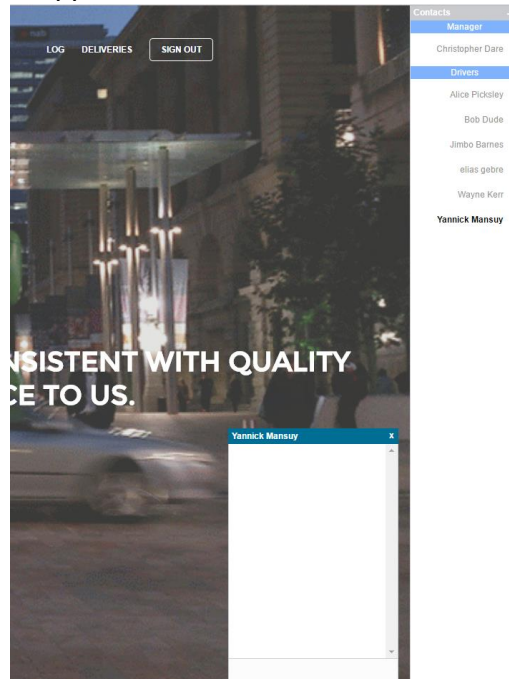 LOG DELIVERIES SIGN OUT
NSISTENT WITH QUALITY
CE TO US.
Contacts
Manager
Christopher Dare
Drivers
Alice Picksley
Bob Dude
Jimbo Barnes
elias gebre
Wayne Kerr
Yannick Mansuy
Yannick Mansuy x